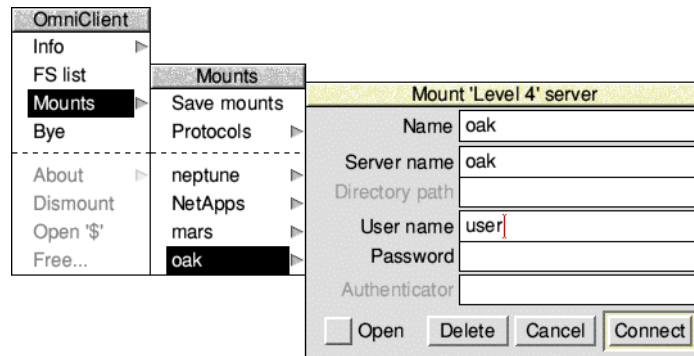 OmniClient
Info
FS list
Mounts
Bye
About
Dismount
Open '$'
Free...
Mounts
Save mounts
Protocols
neptune
NetApps
mars
oak
Mount 'Level 4' server
Name oak
Server name oak
Directory path
User name user
Password
Authenticator
Open Delete Cancel Connect